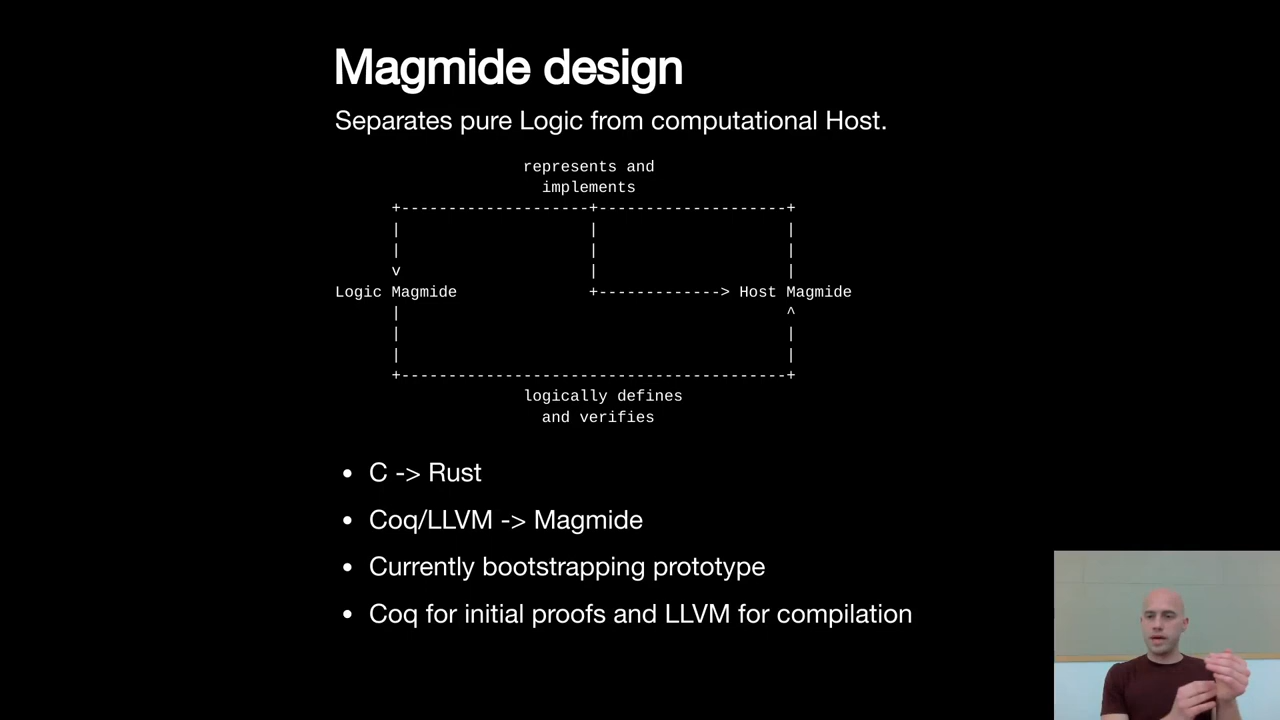 Magmide design
Separates pure Logic from computational Host.
represents and
implements
Logic Magmide
Host Magmide
logically defines
and verifies
• C -> Rust
• Coq/LLVM -> Magmide
• Currently bootstrapping prototype
• Coq for initial proofs and LLVM for compilation